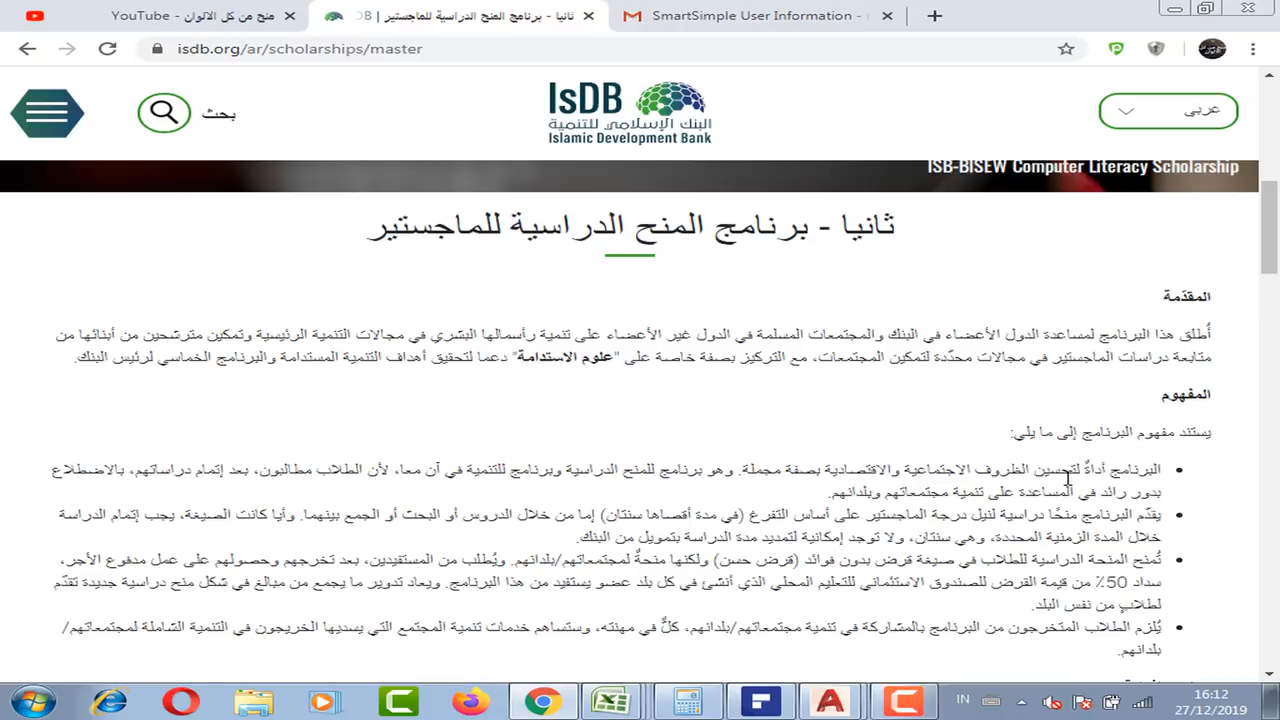 منح من كل الالوان - YouTube
ثانيا - برنامج المنح الدراسية للماجستير | DB
SmartSimple User Information -
isdb.org/ar/scholarships/master
بحث
IsDB
البنك الإسلامي للتنمية
Islamic Development Bank
عربى
ISB-BISEW Computer Literacy Scholarship
ثانيا - برنامج المنح الدراسية للماجستير
المقدّمة
أُطلق هذا البرنامج لمساعدة الدول الأعضاء في البنك والمجتمعات المسلمة في الدول غير الأعضاء على تنمية رأسمالها البشري في مجالات التنمية الرئيسية وتمكين مترشحين من أبنائها من
متابعة دراسات الماجستير في مجالات محدّدة لتمكين المجتمعات، مع التركيز بصفة خاصة على "علوم الاستدامة" دعما لتحقيق أهداف التنمية المستدامة والبرنامج الخماسي لرئيس البنك.
المفهوم
يستند مفهوم البرنامج إلى ما يلي:
البرنامج أداةٌ لتحسين الظروف الاجتماعية والاقتصادية بصفة مجملة. وهو برنامج للمنح الدراسية وبرنامج للتنمية في آن معا، لأن الطلاب مطالبون، بعد إتمام دراساتهم، بالاضطلاع
بدور رائد في المساعدة على تنمية مجتمعاتهم وبلدانهم.
يقدّم البرنامج منحًا دراسية لنيل درجة الماجستير على أساس التفرغ (في مدة أقصاها سنتان) إما من خلال الدروس أو البحث أو الجمع بينهما. وأيا كانت الصيغة، يجب إتمام الدراسة
خلال المدة الزمنية المحددة، وهي سنتان، ولا توجد إمكانية لتمديد مدة الدراسة بتمويل من البنك.
تُمنح المنحة الدراسية للطلاب في صيغة قرض بدون فوائد (قرض حسن) ولكنها منحةٌ لمجتمعاتهم/بلدانهم. ويُطلب من المستفيدين، بعد تخرجهم وحصولهم على عمل مدفوع الأجر،
سداد 50٪ من قيمة القرض للصندوق الاستئماني للتعليم المحلي الذي أنشئ في كل بلد عضو يستفيد من هذا البرنامج. ويعاد تدوير ما يجمع من مبالغ في شكل منح دراسية جديدة تقدّم
لطلابٍ من نفس البلد.
يُلزم الطلاب المتخرجون من البرنامج بالمشاركة في تنمية مجتمعاتهم/بلدانهم، كلٌّ في مهنته، وستساهم خدمات تنمية المجتمع التي يسديها الخريجون في التنمية الشاملة لمجتمعاتهم/
بلدانهم.
IN
16:12
27/12/2019